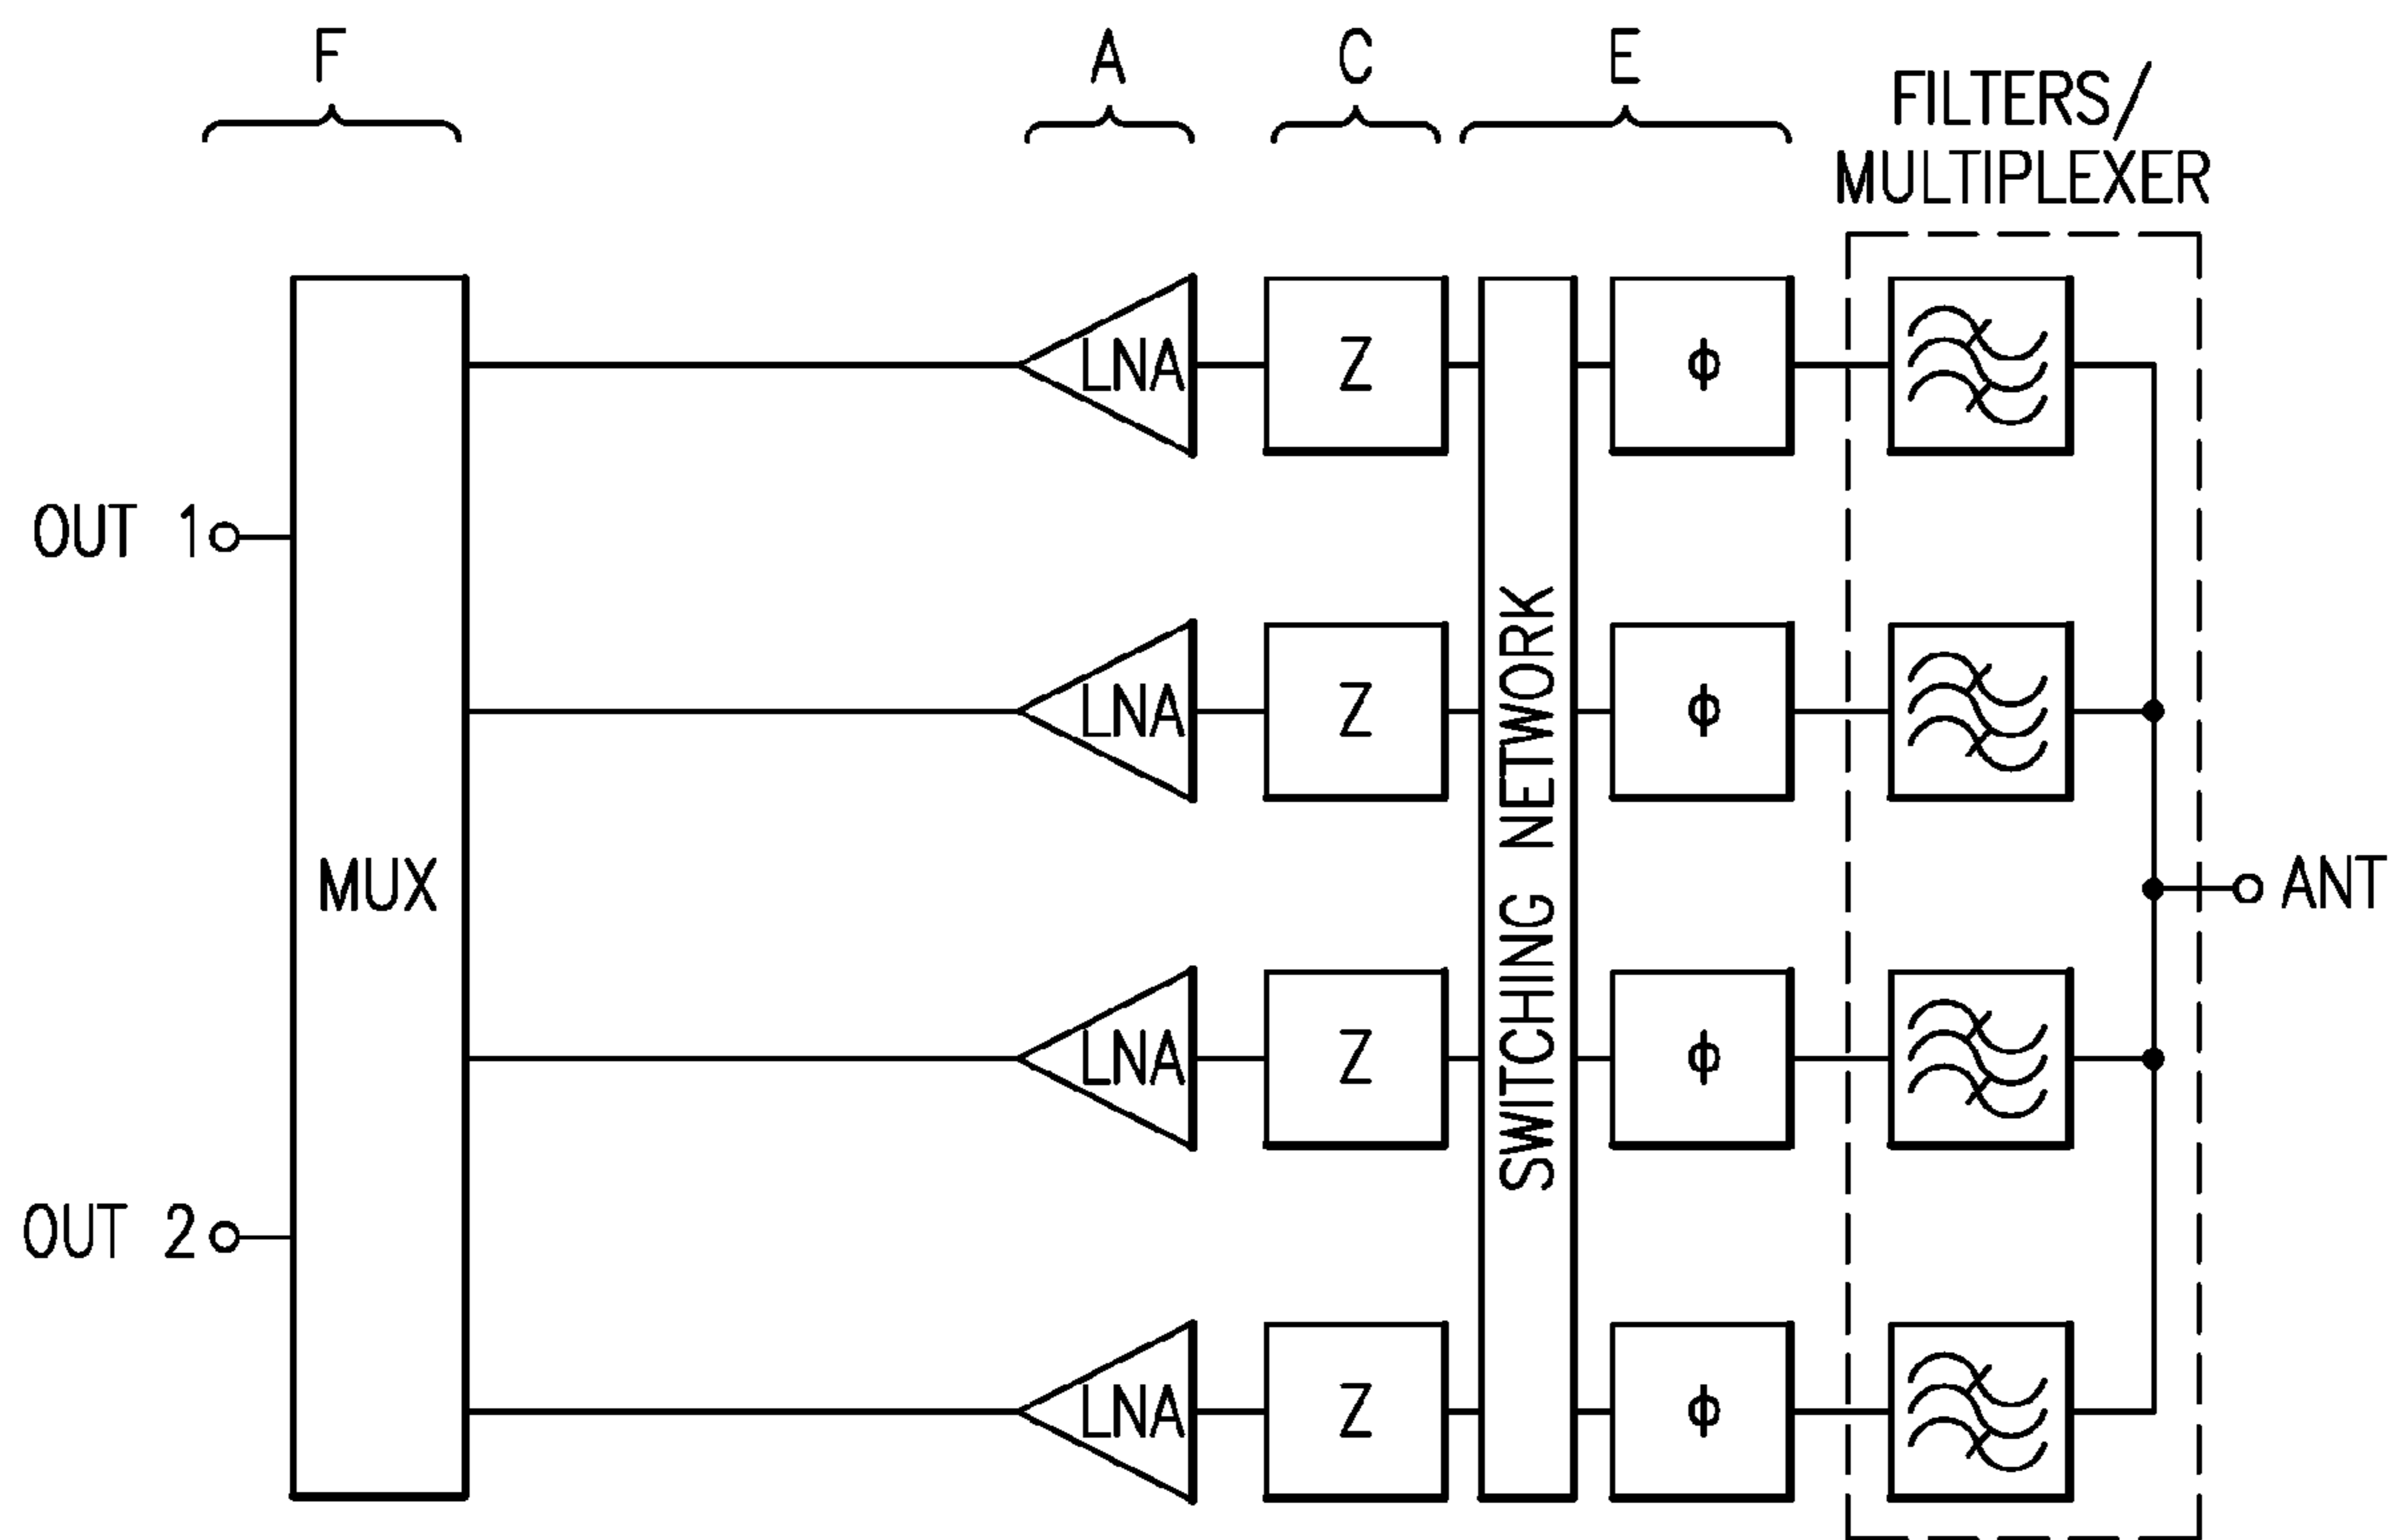 F
A
C
E
FILTERS/
MULTIPLEXER
LNA
Z
ϕ
OUT 1
LNA
Z
ϕ
MUX
SWITCHING NETWORK
ANT
LNA
Z
ϕ
OUT 2
LNA
Z
ϕ